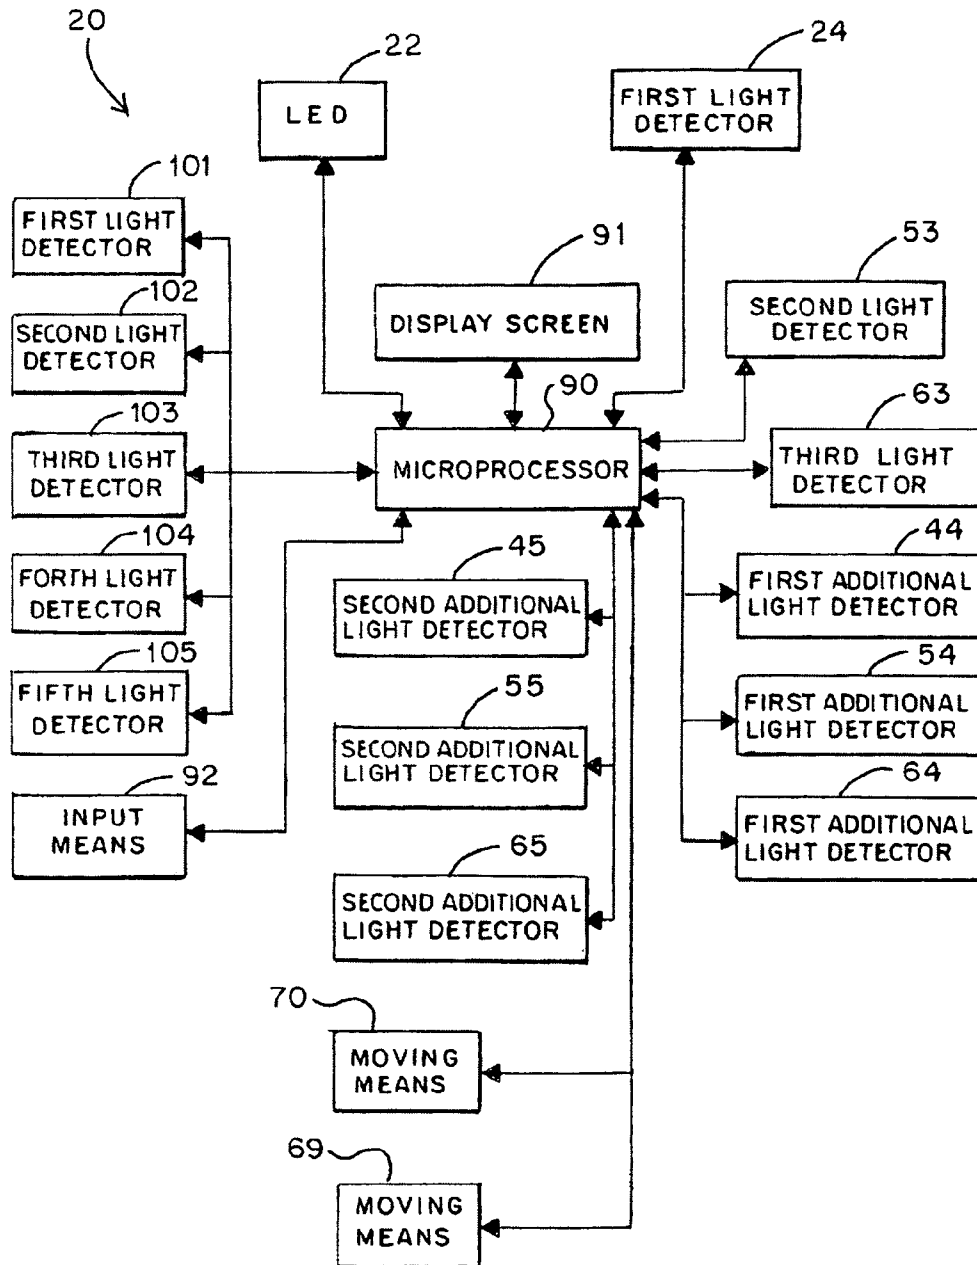 20
22
LED
24
FIRST LIGHT
DETECTOR
101
FIRST LIGHT
DETECTOR
102
SECOND LIGHT
DETECTOR
103
THIRD LIGHT
DETECTOR
104
FORTH LIGHT
DETECTOR
105
FIFTH LIGHT
DETECTOR
92
INPUT
MEANS
91
DISPLAY SCREEN
90
MICROPROCESSOR
53
SECOND LIGHT
DETECTOR
63
THIRD LIGHT
DETECTOR
45
SECOND ADDITIONAL
LIGHT DETECTOR
55
SECOND ADDITIONAL
LIGHT DETECTOR
65
SECOND ADDITIONAL
LIGHT DETECTOR
44
FIRST ADDITIONAL
LIGHT DETECTOR
54
FIRST ADDITIONAL
LIGHT DETECTOR
64
FIRST ADDITIONAL
LIGHT DETECTOR
70
MOVING
MEANS
69
MOVING
MEANS